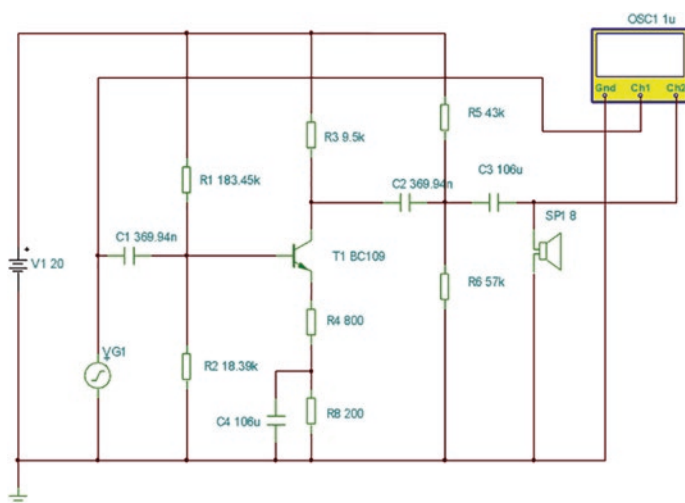 OSC1 1u
Gnd Ch1 Ch2
R5 43k
R3 9.5k
C3 106u
R1 183.45k
C2 369.94n
SP1 8
C1 369.94n
T1 BC109
V1 20
R6 57k
R4 800
VG1
R2 18.39k
C4 106u
R8 200